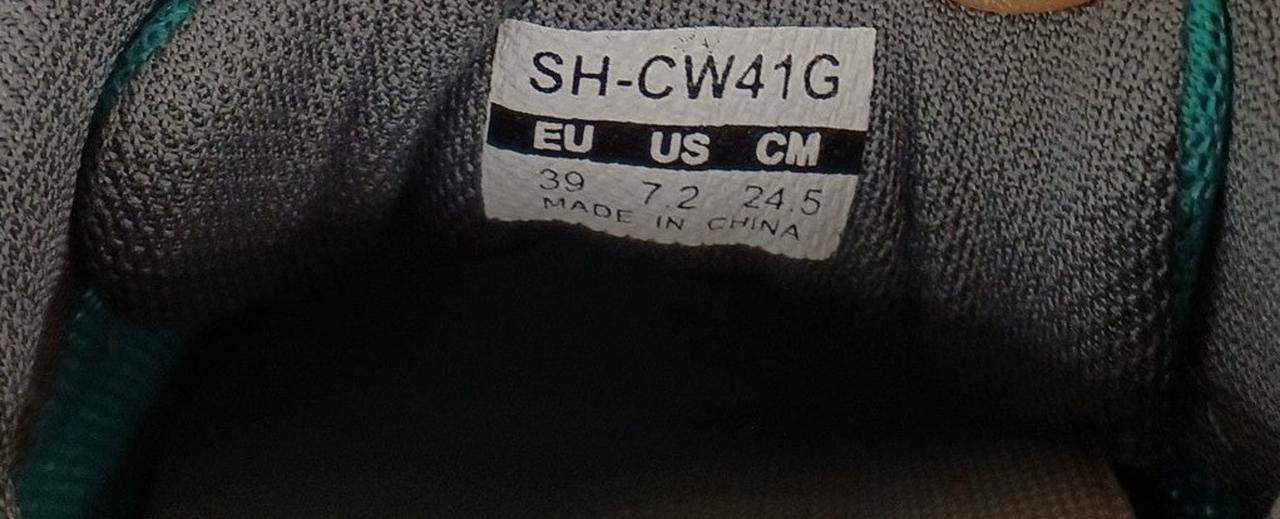 SH-CW41G
EU US CM
39 7.2 24.5
MADE IN CHINA